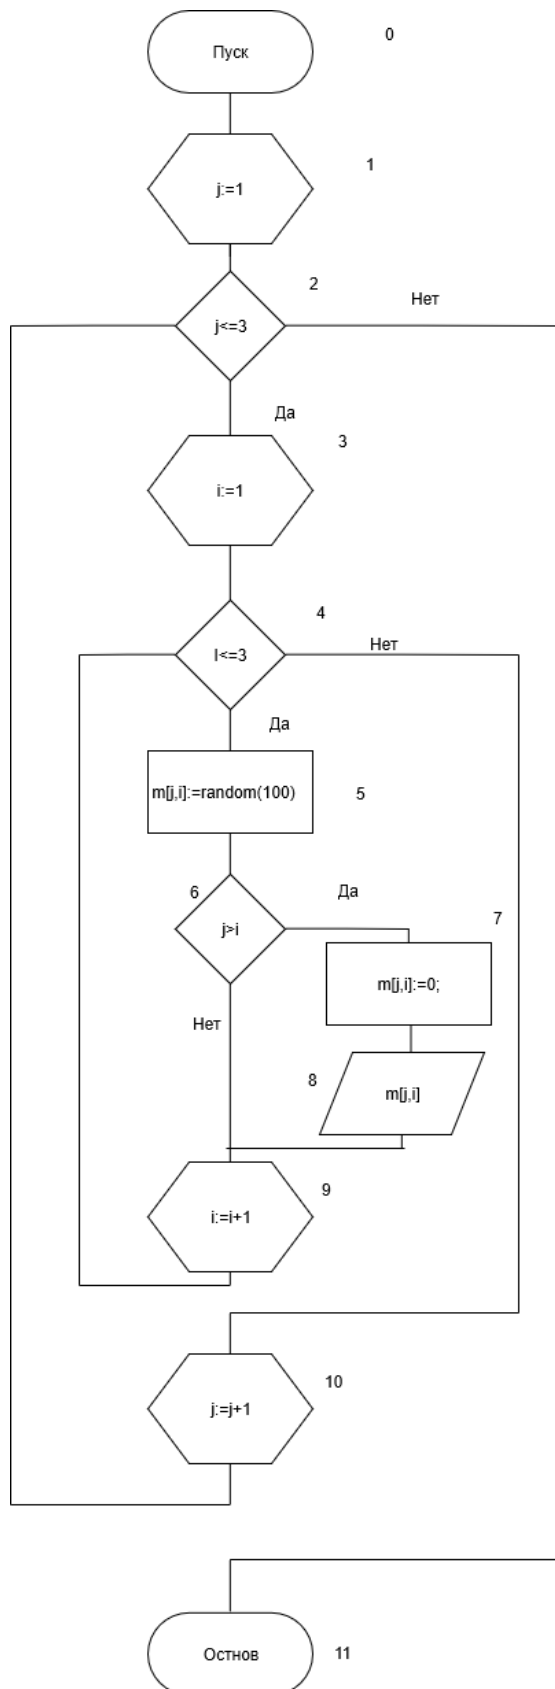 Пуск
0
j:=1
1
2
j<=3
Нет
Да
3
i:=1
4
I<=3
Нет
Да
m[j,i]:=random(100)
5
6
j>i
Да
7
m[j,i]:=0;
Нет
8
m[j,i]
9
i:=i+1
10
j:=j+1
Остнов
11